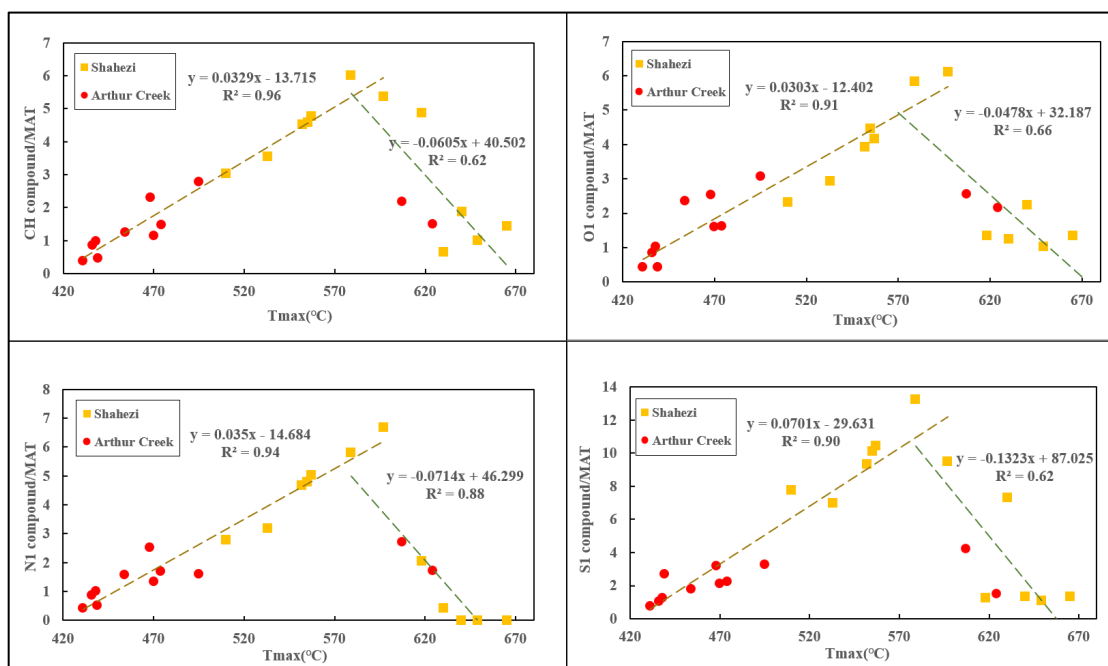 7
6
5
4
3
2
1
0
CH compound/MAT
Shahezi
Arthur Creek
y = 0.0329x - 13.715
R² = 0.96
y = -0.0605x + 40.502
R² = 0.62
420 470 520 570 620 670
Tmax(°C)
7
6
5
4
3
2
1
0
O1 compound/MAT
Shahezi
Arthur Creek
y = 0.0303x - 12.402
R² = 0.91
y = -0.0478x + 32.187
R² = 0.66
420 470 520 570 620 670
Tmax(°C)
8
7
6
5
4
3
2
1
0
N1 compound/MAT
Shahezi
Arthur Creek
y = 0.035x - 14.684
R² = 0.94
y = -0.0714x + 46.299
R² = 0.88
420 470 520 570 620 670
Tmax(°C)
14
12
10
8
6
4
2
0
S1 compound/MAT
Shahezi
Arthur Creek
y = 0.0701x - 29.631
R² = 0.90
y = -0.1323x + 87.025
R² = 0.62
420 470 520 570 620 670
Tmax(°C)